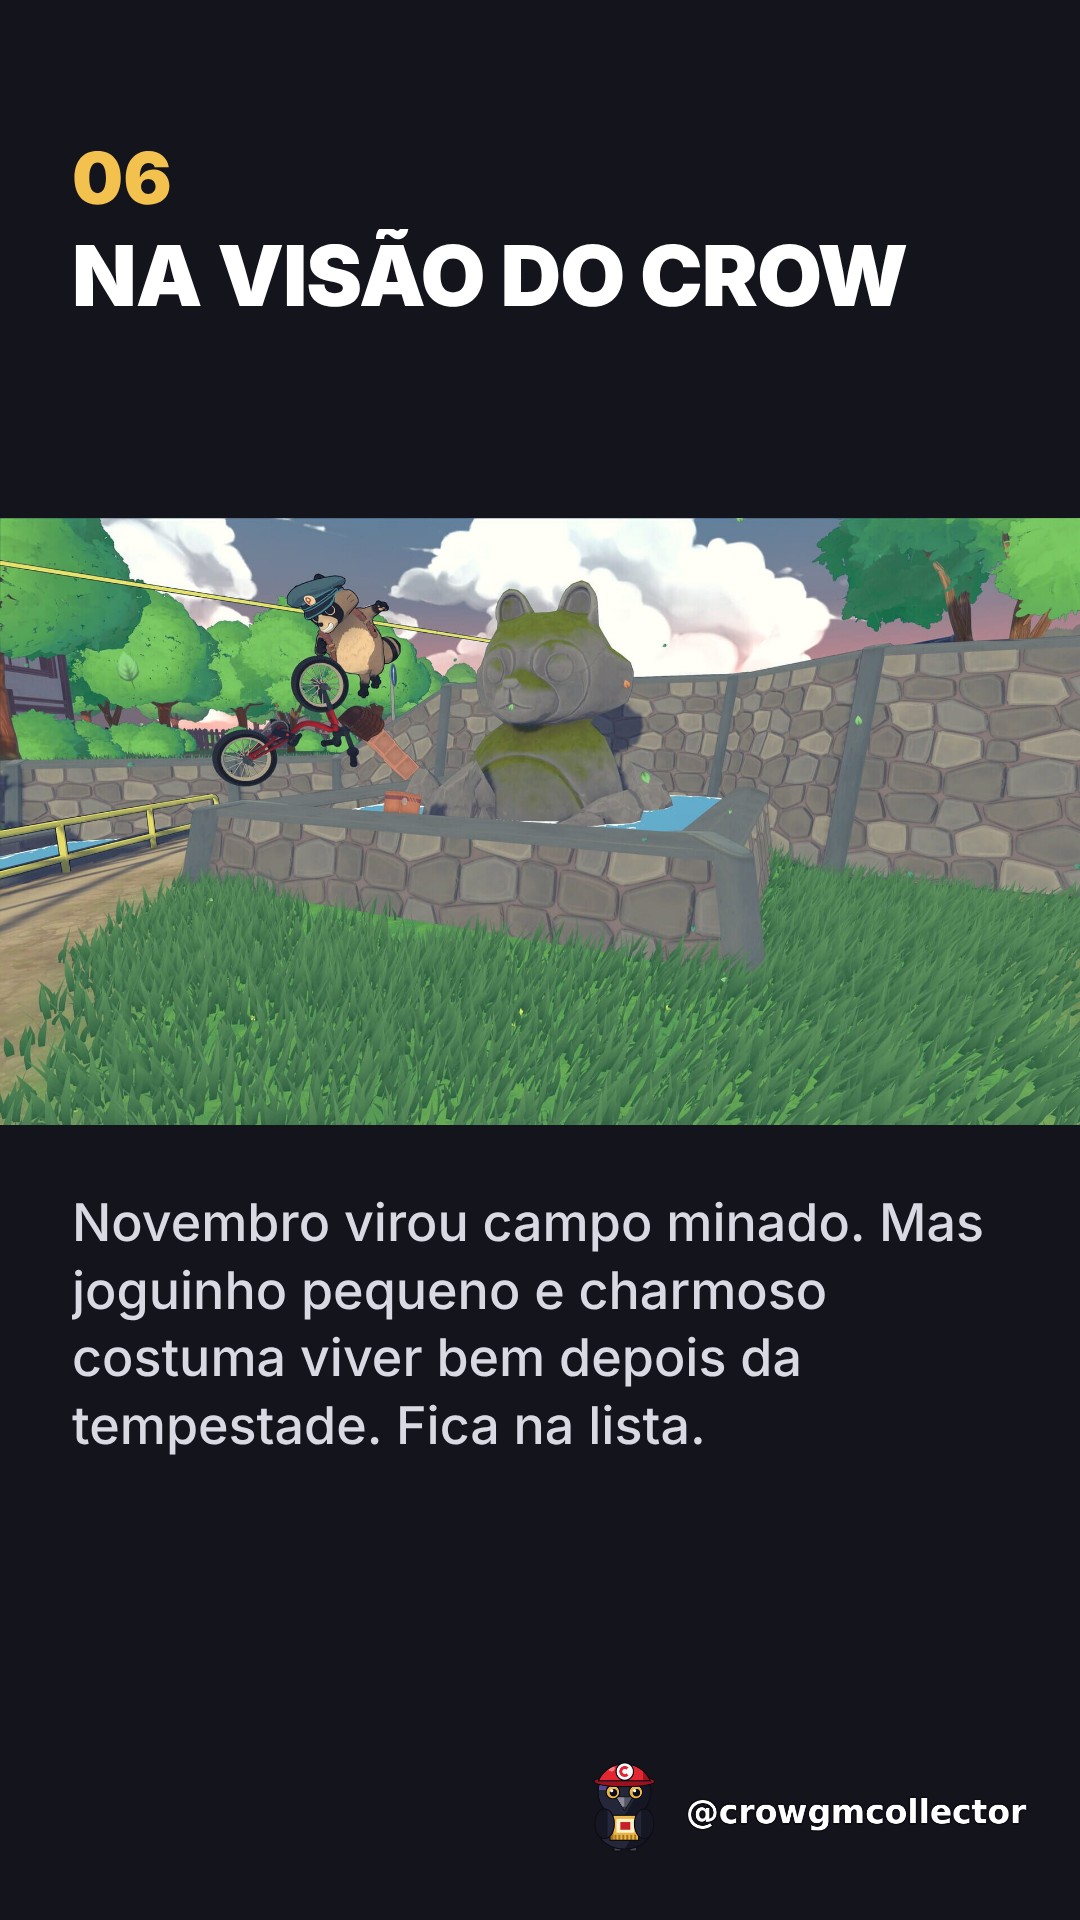 06
NA VISÃO DO CROW
Novembro virou campo minado. Mas
joguinho pequeno e charmoso
costuma viver bem depois da
tempestade. Fica na lista.
C
@crowgmcollector